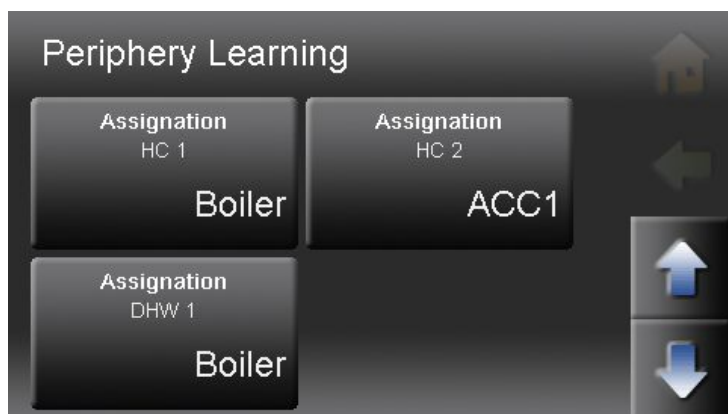 Periphery Learning
Assignation
HC 1
Boiler
Assignation
HC 2
ACC1
Assignation
DHW 1
Boiler